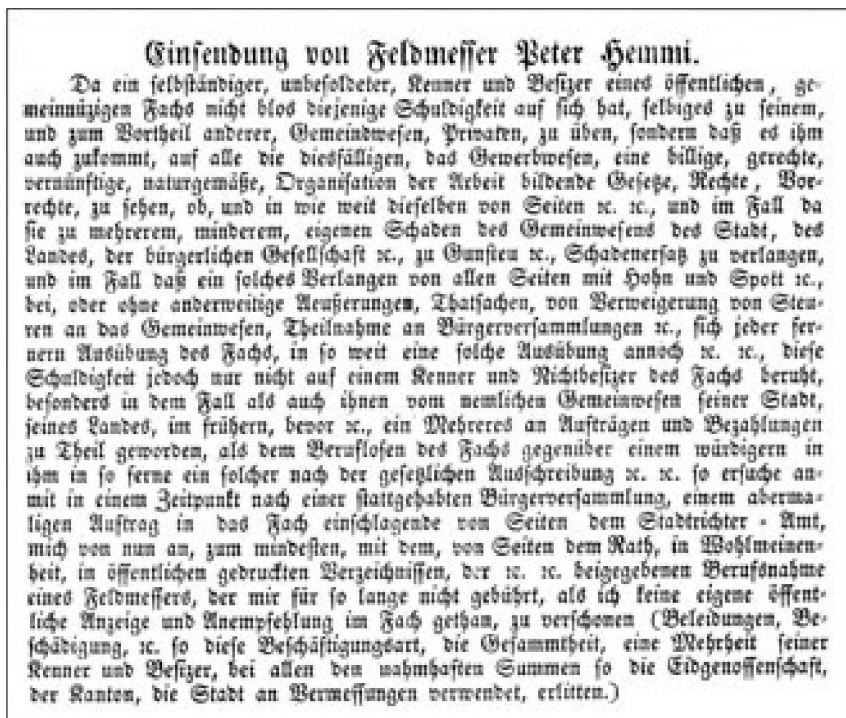 Einsendung von Feldmesser Peter Hemmi.
Da ein selbständiger, unbesoldeter, Kenner und Besizer eines öffentlichen, ge-
meinnüzigen Fachs nicht blos diejenige Schuldigkeit auf sich hat, selbiges zu seinem,
und zum Vortheil anderer, Gemeindwesen, Privaten, zu üben, sondern daß es ihm
auch zukommt, auf alle die diesfälligen, das Gewerbwesen, eine billige, gerechte,
vernünftige, naturgemäße, Organisation der Arbeit bildende Gesetze, Rechte, Vor-
rechte, zu sehen, ob, und in wie weit dieselben von Seiten ꝛc. ꝛc., und im Fall da
sie zu mehrerem, minderem, eigenen Schaden des Gemeinwesens des Stadt, des
Landes, der bürgerlichen Gesellschaft ꝛc., zu Gunsten ꝛc., Schadenersatz zu verlangen,
und im Fall daß ein solches Verlangen von allen Seiten mit Hohn und Spott ꝛc.,
bei, oder ohne anderweitige Aeußerungen, Thatsachen, von Verweigerung von Steu-
ren an das Gemeinwesen, Theilnahme an Bürgerversammlungen ꝛc., sich jeder fer-
nern Ausübung des Fachs, in so weit eine solche Ausübung annoch ꝛc. ꝛc., diese
Schuldigkeit jedoch nur nicht auf einem Kenner und Nichtbesizer des Fachs beruht,
besonders in dem Fall als auch ihnen vom nemlichen Gemeinwesen seiner Stadt,
seines Landes, im frühern, bevor ꝛc., ein Mehreres an Aufträgen und Bezahlungen
zu Theil geworden, als dem Beruflosen des Fachs gegenüber einem würdigern in
ihm in so ferne ein solcher nach der gesetzlichen Ausschreibung ꝛc. ꝛc. so ersuche an-
mit in einem Zeitpunkt nach einer stattgehabten Bürgerversammlung, einem aberma-
ligen Auftrag in das Fach einschlagende von Seiten dem Stadtrichter-Amt,
mich von nun an, zum mindesten, mit dem, von Seiten dem Rath, in Wohlmeinen-
heit, in öffentlichen gedruckten Verzeichnissen, der ꝛc. ꝛc. beigegebenen Berufsnahme
eines Feldmessers, der mir für so lange nicht gebührt, als ich keine eigene öffent-
liche Anzeige und Anempfehlung im Fach gethan, zu verschonen (Beleidungen, Be-
schädigung, ꝛc. so diese Beschäftigungsart, die Gesammtheit, eine Mehrheit seiner
Kenner und Besizer, bei allen den nahmhaften Summen so die Eidgenossenschaft,
der Kanton, die Stadt an Vermessungen verwendet, erlitten.)